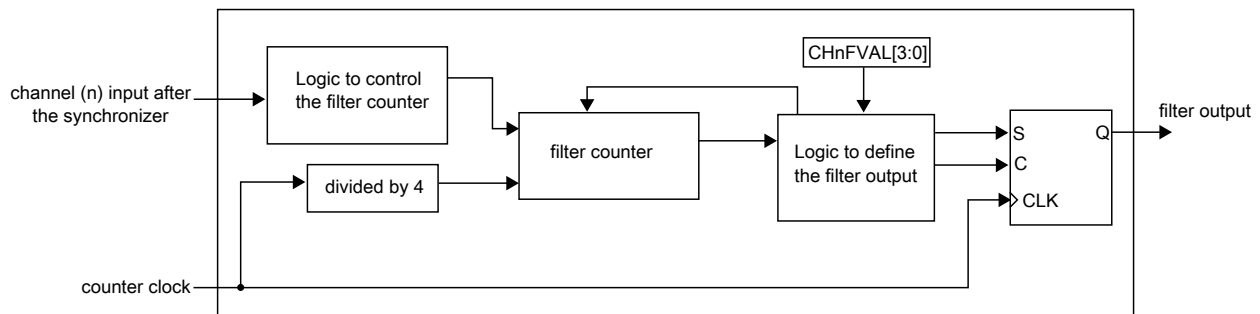 CHnFVAL[3:0]
Logic to control
the filter counter
channel (n) input after
the synchronizer
filter output
S
Q
filter counter
Logic to define
the filter output
C
divided by 4
CLK
counter clock